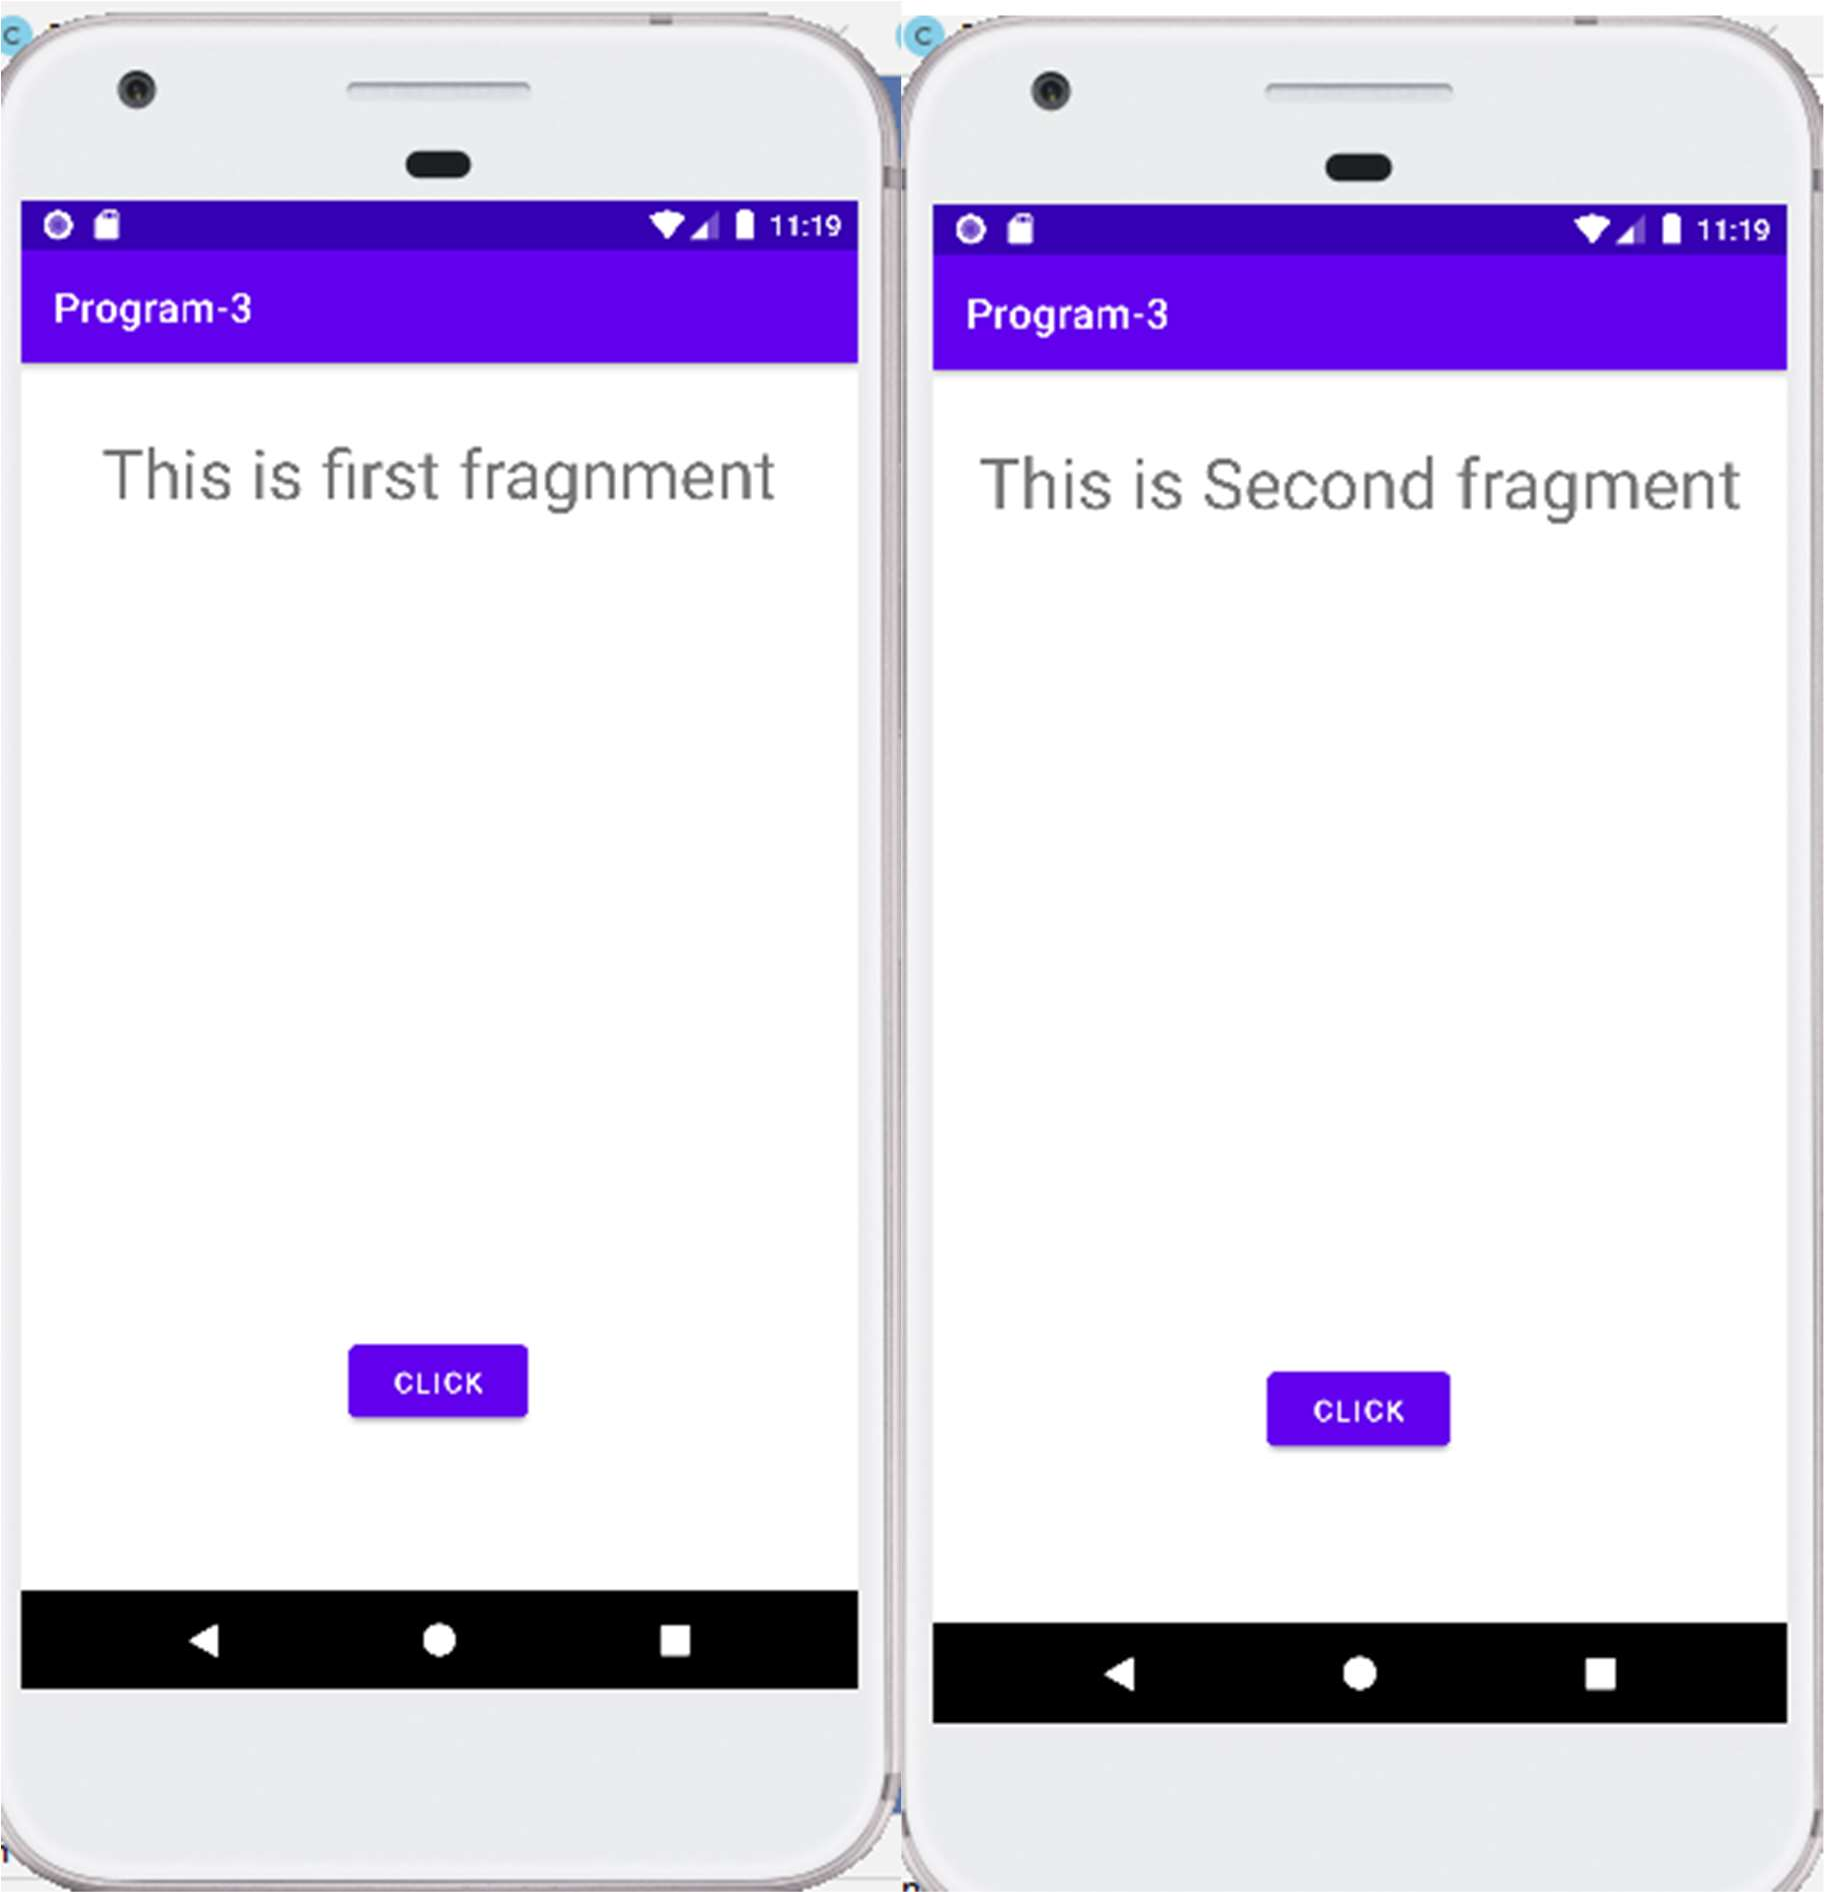 C
11:19
Program-3
This is first fragnment
CLICK
n
C
11:19
Program-3
This is Second fragment
CLICK